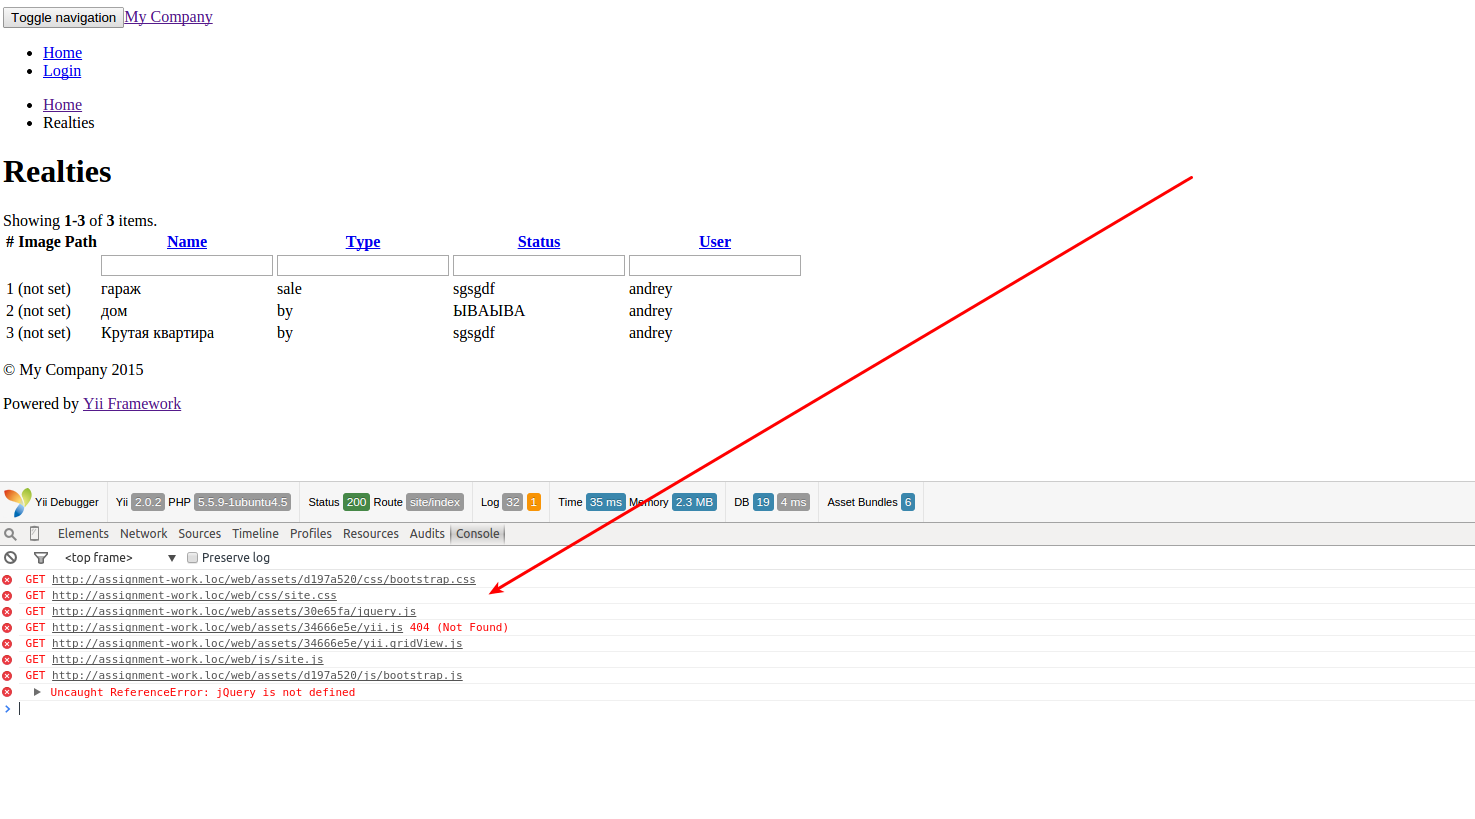 Toggle navigation My Company
Home
Login
Home
Realties
Realties
Showing 1-3 of 3 items.
# Image Path Name Type Status User
1 (not set) гараж sale sgsgdf andrey
2 (not set) дом by ЫВАЫВА andrey
3 (not set) Крутая квартира by sgsgdf andrey
© My Company 2015
Powered by Yii Framework
Yii Debugger Yii 2.0.2 PHP 5.5.9-1ubuntu4.5 Status 200 Route site/index Log 32 1 Time 35 ms Memory 2.3 MB DB 19 4 ms Asset Bundles 6
Elements Network Sources Timeline Profiles Resources Audits Console
<top frame> ▼ Preserve log
GET http://assignment-work.loc/web/assets/d197a520/css/bootstrap.css
GET http://assignment-work.loc/web/css/site.css
GET http://assignment-work.loc/web/assets/30e65fa/jquery.js
GET http://assignment-work.loc/web/assets/34666e5e/yii.js 404 (Not Found)
GET http://assignment-work.loc/web/assets/34666e5e/yii.gridView.js
GET http://assignment-work.loc/web/js/site.js
GET http://assignment-work.loc/web/assets/d197a520/js/bootstrap.js
Uncaught ReferenceError: jQuery is not defined